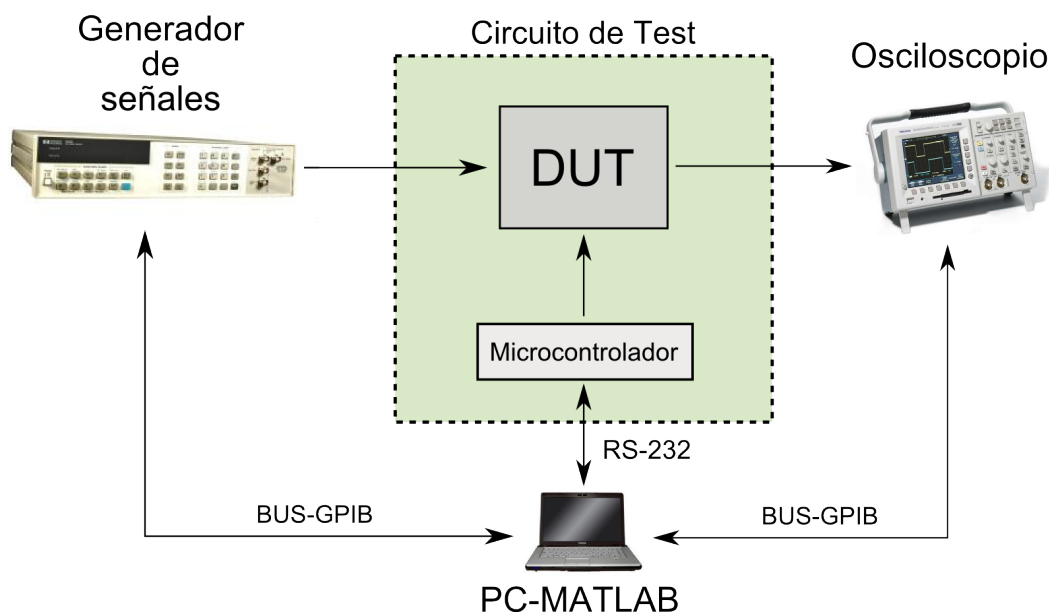 Generador
de
señales
Circuito de Test
Osciloscopio
DUT
Microcontrolador
RS-232
BUS-GPIB
BUS-GPIB
PC-MATLAB